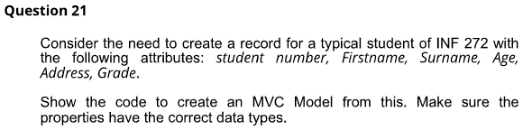 Question 21
Consider the need to create a record for a typical student of INF 272 with
the following attributes: student number, Firstname, Surname, Age,
Address, Grade.
Show the code to create an MVC Model from this. Make sure the
properties have the correct data types.